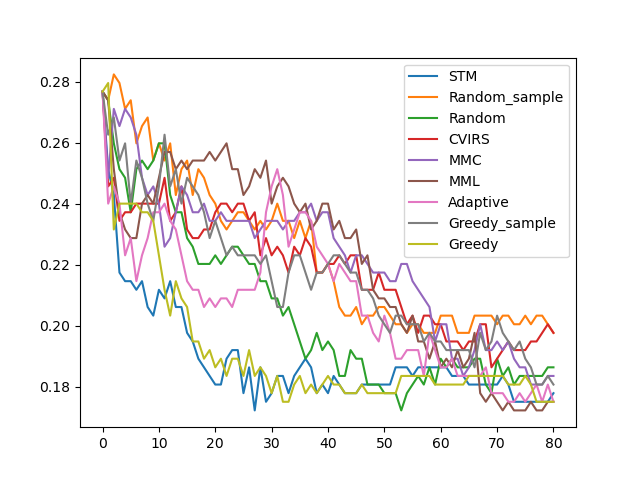 0.28
0.26
0.24
0.22
0.20
0.18
0 10 20 30 40 50 60 70 80
STM
Random_sample
Random
CVIRS
MMC
MML
Adaptive
Greedy_sample
Greedy